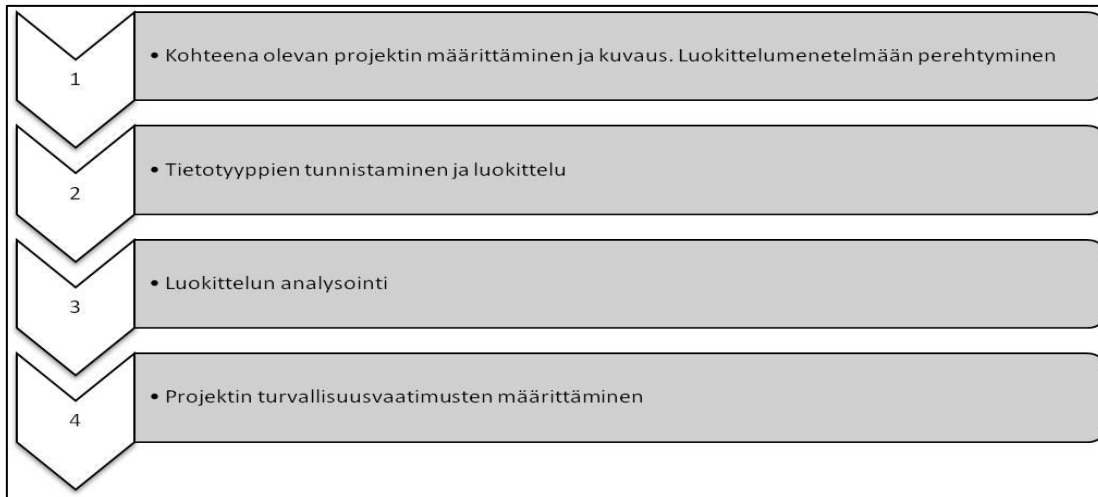 1
• Kohteena olevan projektin määrittäminen ja kuvaus. Luokittelumenetelmään perehtyminen
2
• Tietotyyppien tunnistaminen ja luokittelu
3
• Luokittelun analysointi
4
• Projektin turvallisuusvaatimusten määrittäminen